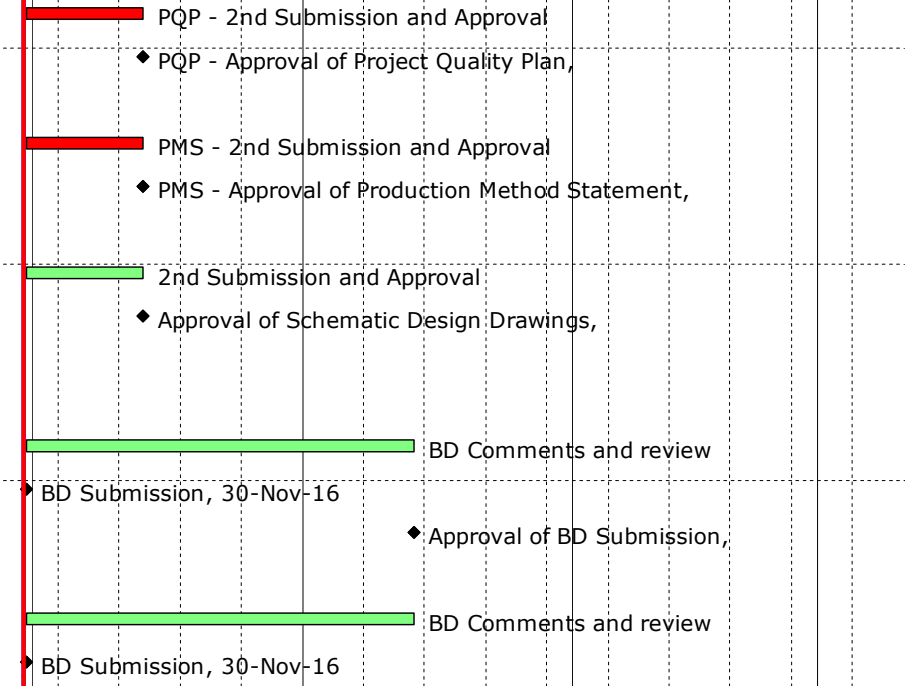 PQP - 2nd Submission and Approval
PQP - Approval of Project Quality Plan,
PMS - 2nd Submission and Approval
PMS - Approval of Production Method Statement,
2nd Submission and Approval
Approval of Schematic Design Drawings,
BD Comments and review
BD Submission, 30-Nov-16
Approval of BD Submission,
BD Comments and review
BD Submission, 30-Nov-16